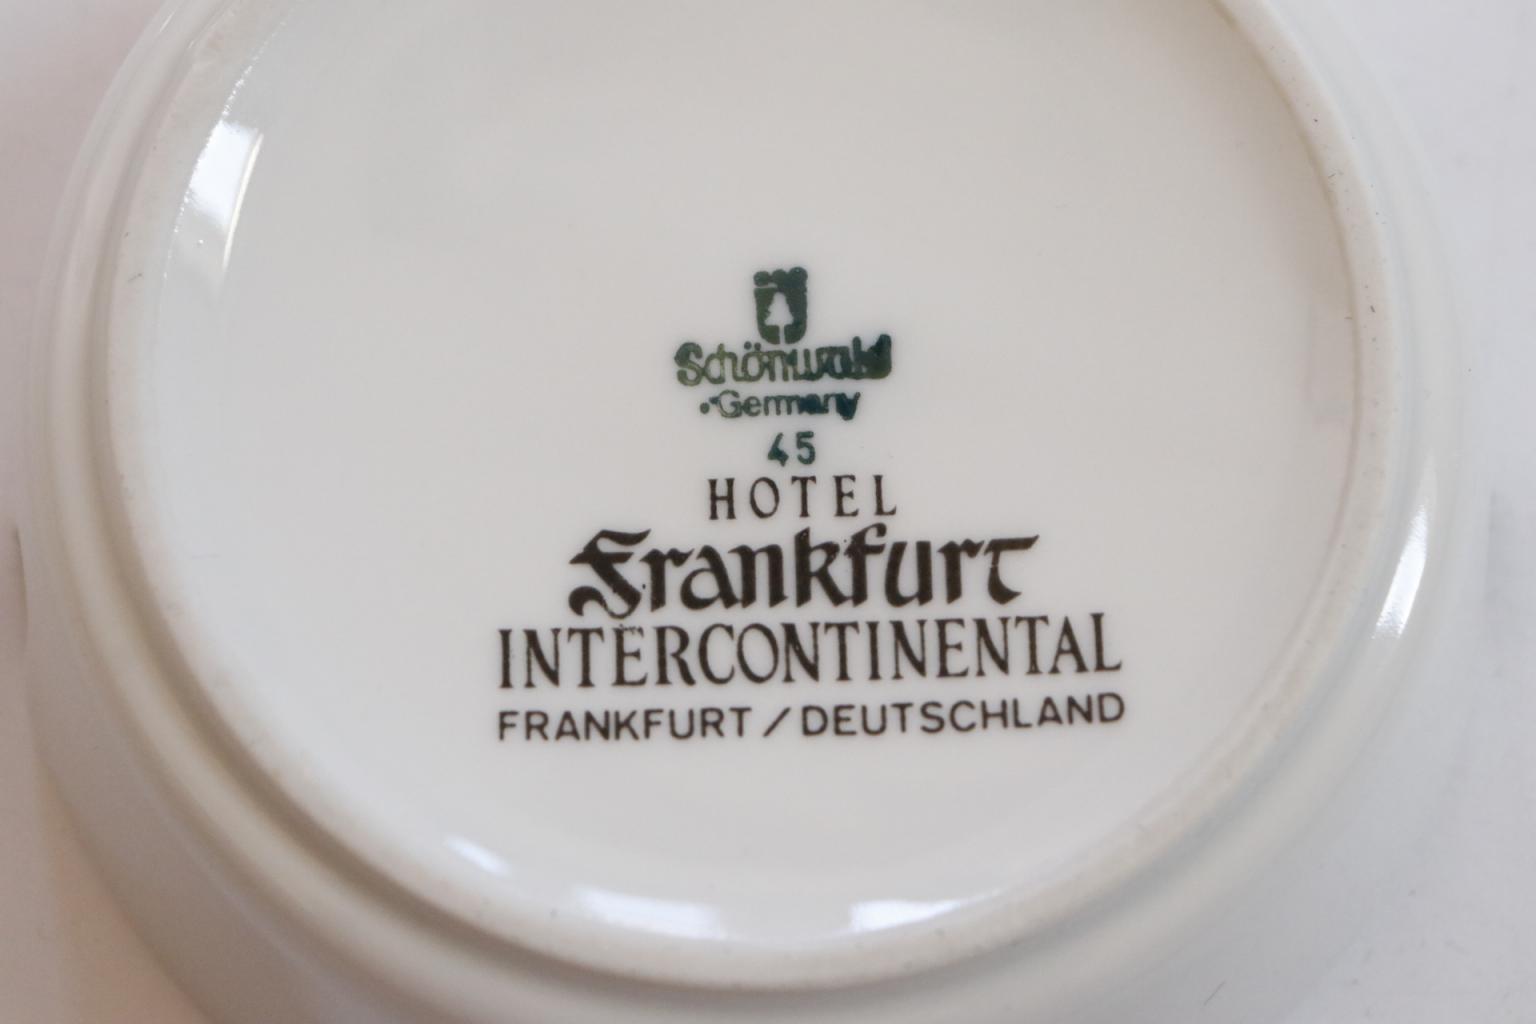 Schönwald
Germany
45
HOTEL
Frankfurt
INTERCONTINENTAL
FRANKFURT / DEUTSCHLAND